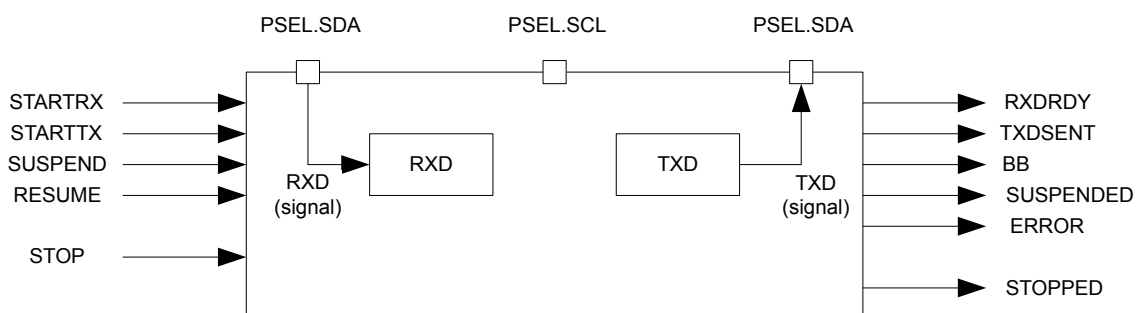 PSEL.SDA PSEL.SCL PSEL.SDA
STARTRX
STARTTX
SUSPEND
RESUME
STOP
RXD
RXD
(signal)
TXD
TXD
(signal)
RXDRDY
TXDSENT
BB
SUSPENDED
ERROR
STOPPED